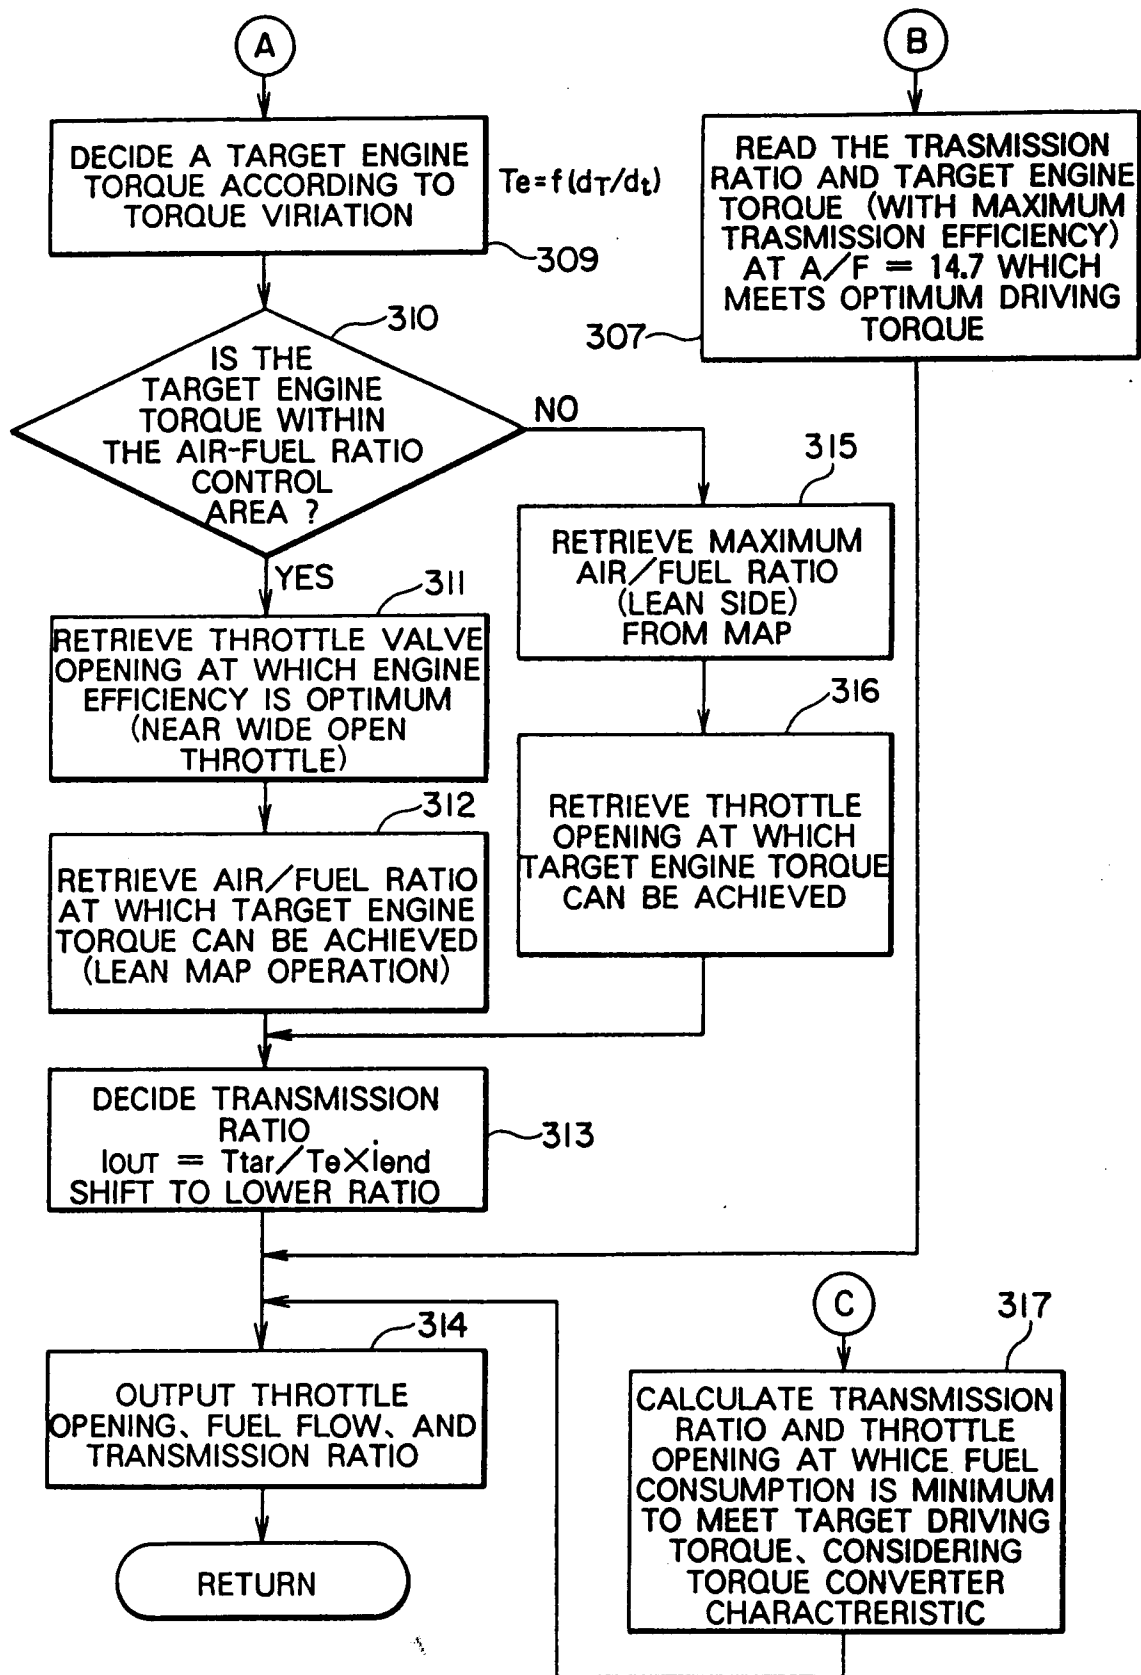 A
DECIDE A TARGET ENGINE
TORQUE ACCORDING TO
TORQUE VIRIATION
Te=f(dT/dt)
309
310
IS THE
TARGET ENGINE
TORQUE WITHIN
THE AIR-FUEL RATIO
CONTROL
AREA ?
NO
YES
311
RETRIEVE THROTTLE VALVE
OPENING AT WHICH ENGINE
EFFICIENCY IS OPTIMUM
(NEAR WIDE OPEN
THROTTLE)
312
RETRIEVE AIR/FUEL RATIO
AT WHICH TARGET ENGINE
TORQUE CAN BE ACHIEVED
(LEAN MAP OPERATION)
315
RETRIEVE MAXIMUM
AIR/FUEL RATIO
(LEAN SIDE)
FROM MAP
316
RETRIEVE THROTTLE
OPENING AT WHICH
TARGET ENGINE TORQUE
CAN BE ACHIEVED
DECIDE TRANSMISSION
RATIO
IOUT = Ttar/Te×iend
SHIFT TO LOWER RATIO
313
314
OUTPUT THROTTLE
OPENING、FUEL FLOW、AND
TRANSMISSION RATIO
RETURN
B
READ THE TRASMISSION
RATIO AND TARGET ENGINE
TORQUE (WITH MAXIMUM
TRASMISSION EFFICIENCY)
AT A/F = 14.7 WHICH
MEETS OPTIMUM DRIVING
TORQUE
307
C
317
CALCULATE TRANSMISSION
RATIO AND THROTTLE
OPENING AT WHICE FUEL
CONSUMPTION IS MINIMUM
TO MEET TARGET DRIVING
TORQUE、CONSIDERING
TORQUE CONVERTER
CHARACTRERISTIC